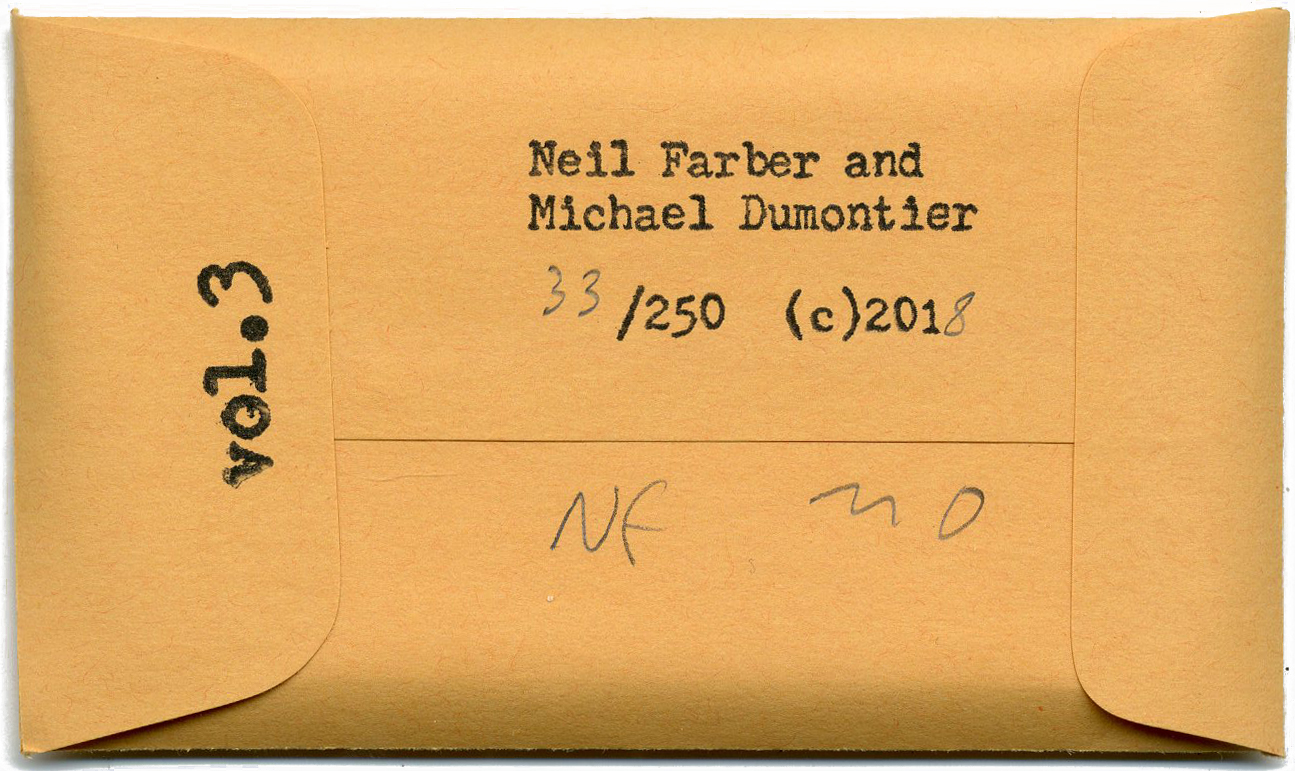 Neil Farber and
Michael Dumontier
33/250 (c)2018
vol.3
NF MD